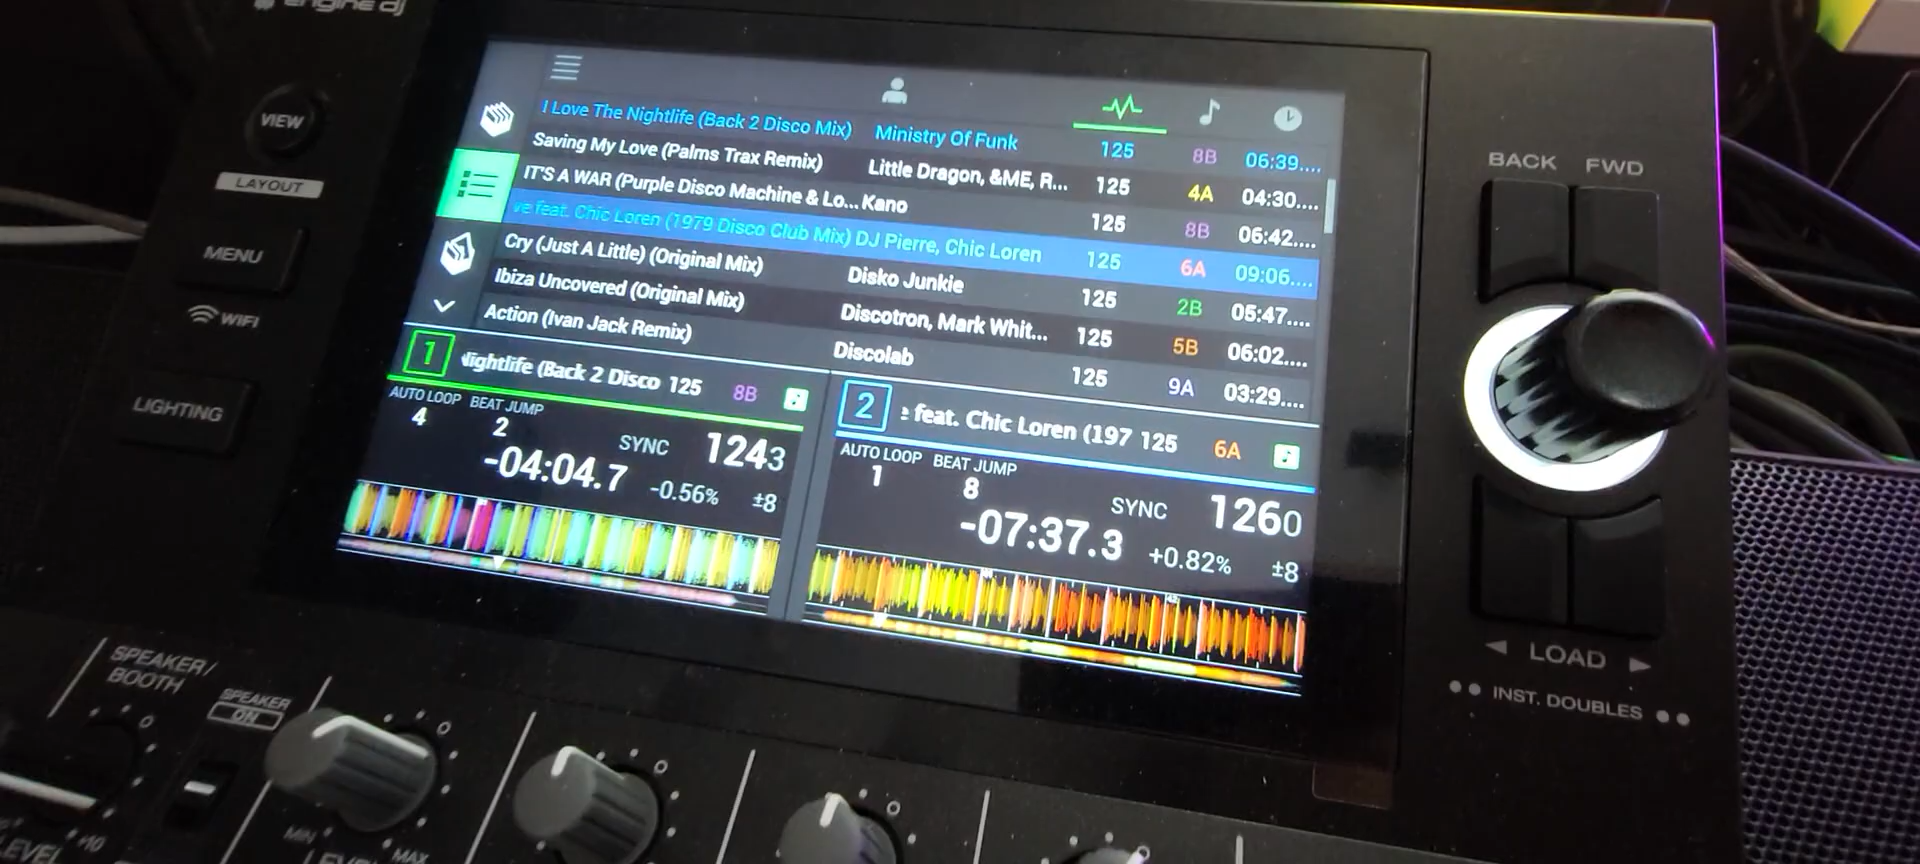 engine dj
VIEW
LAYOUT
MENU
WIFI
LIGHTING
I Love The Nightlife (Back 2 Disco Mix) Ministry Of Funk 125 8B 06:39....
Saving My Love (Palms Trax Remix) Little Dragon, &ME, R... 125 4A 04:30....
IT'S A WAR (Purple Disco Machine & Lo... Kano 125 8B 06:42....
ve feat. Chic Loren (1979 Disco Club Mix) DJ Pierre, Chic Loren 125 6A 09:06....
Cry (Just A Little) (Original Mix) Disko Junkie 125 2B 05:47....
Ibiza Uncovered (Original Mix) Discotron, Mark Whit... 125 5B 06:02....
Action (Ivan Jack Remix) Discolab 125 9A 03:29....
1 Nightlife (Back 2 Disco 125 8B
AUTO LOOP BEAT JUMP
4 2 SYNC 1243
-04:04.7 -0.56% ±8
2 feat. Chic Loren (197 125 6A
AUTO LOOP BEAT JUMP
1 8 SYNC 1260
-07:37.3 +0.82% ±8
BACK FWD
LOAD
INST. DOUBLES
SPEAKER/
BOOTH
SPEAKER
ON
MIN
MAX
LEVEL
+10